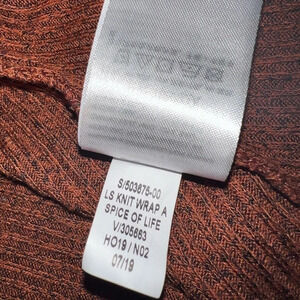 S/503675-00
LS KNIT WRAP A
SPICE OF LIFE
V/305663
HO19 / N02
07/19